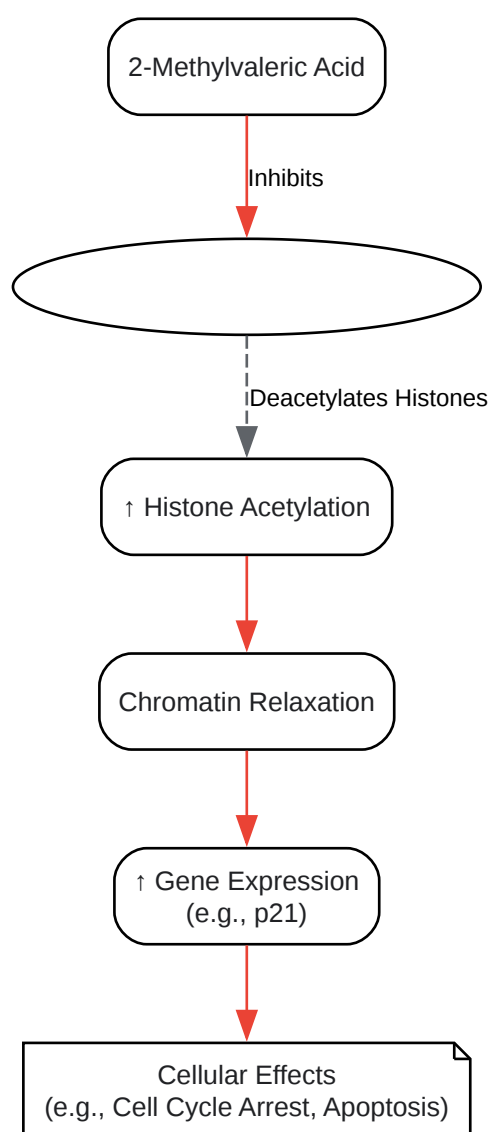 2-Methylvaleric Acid
Inhibits
Deacetylates Histones
↑ Histone Acetylation
Chromatin Relaxation
↑ Gene Expression
(e.g., p21)
Cellular Effects
(e.g., Cell Cycle Arrest, Apoptosis)